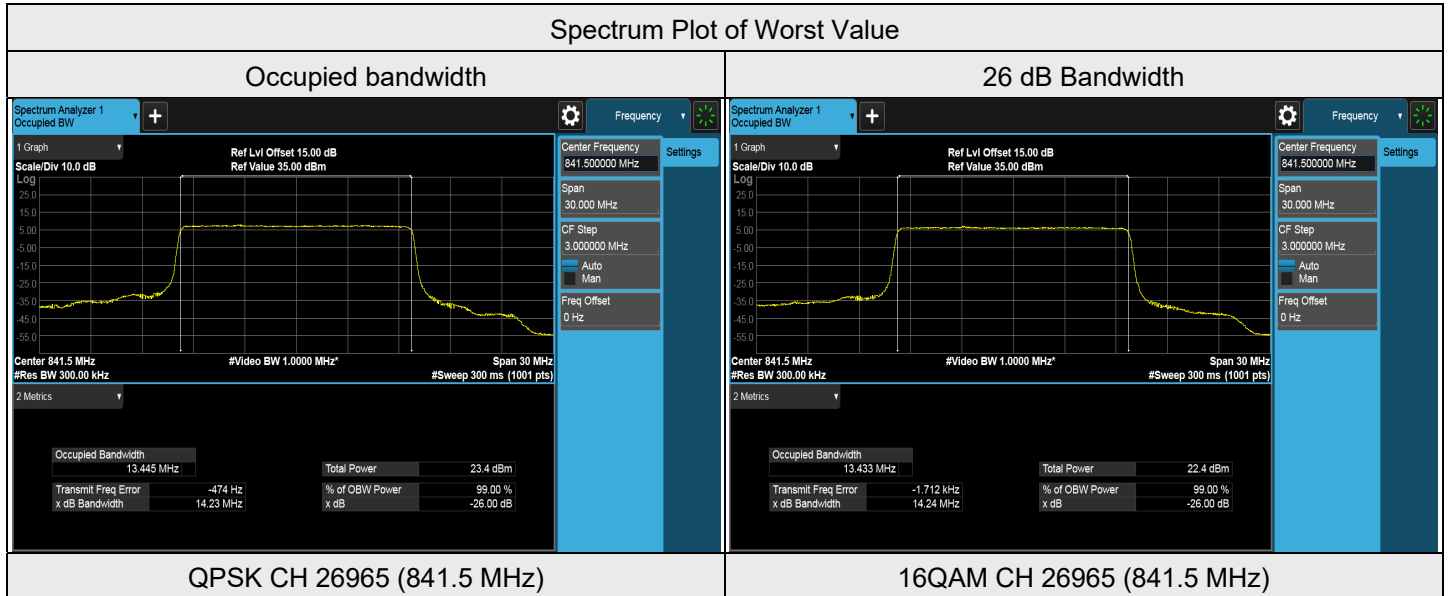 Spectrum Plot of Worst Value
Occupied bandwidth
26 dB Bandwidth
Spectrum Analyzer 1
Occupied BW
Frequency
1 Graph
Scale/Div 10.0 dB
Ref Lvl Offset 15.00 dB
Ref Value 35.00 dBm
Log
25.0
15.0
5.00
-5.00
-15.0
-25.0
-35.0
-45.0
-55.0
Center 841.5 MHz
#Res BW 300.00 kHz
#Video BW 1.0000 MHz*
Span 30 MHz
#Sweep 300 ms (1001 pts)
Center Frequency
841.500000 MHz
Settings
Span
30.000 MHz
CF Step
3.000000 MHz
Auto
Man
Freq Offset
0 Hz
2 Metrics
Occupied Bandwidth
13.445 MHz
Total Power 23.4 dBm
Transmit Freq Error -474 Hz
% of OBW Power 99.00 %
x dB Bandwidth 14.23 MHz
x dB -26.00 dB
Spectrum Analyzer 1
Occupied BW
Frequency
1 Graph
Scale/Div 10.0 dB
Ref Lvl Offset 15.00 dB
Ref Value 35.00 dBm
Log
25.0
15.0
5.00
-5.00
-15.0
-25.0
-35.0
-45.0
-55.0
Center 841.5 MHz
#Res BW 300.00 kHz
#Video BW 1.0000 MHz*
Span 30 MHz
#Sweep 300 ms (1001 pts)
Center Frequency
841.500000 MHz
Settings
Span
30.000 MHz
CF Step
3.000000 MHz
Auto
Man
Freq Offset
0 Hz
2 Metrics
Occupied Bandwidth
13.433 MHz
Total Power 22.4 dBm
Transmit Freq Error -1.712 kHz
% of OBW Power 99.00 %
x dB Bandwidth 14.24 MHz
x dB -26.00 dB
QPSK CH 26965 (841.5 MHz)
16QAM CH 26965 (841.5 MHz)